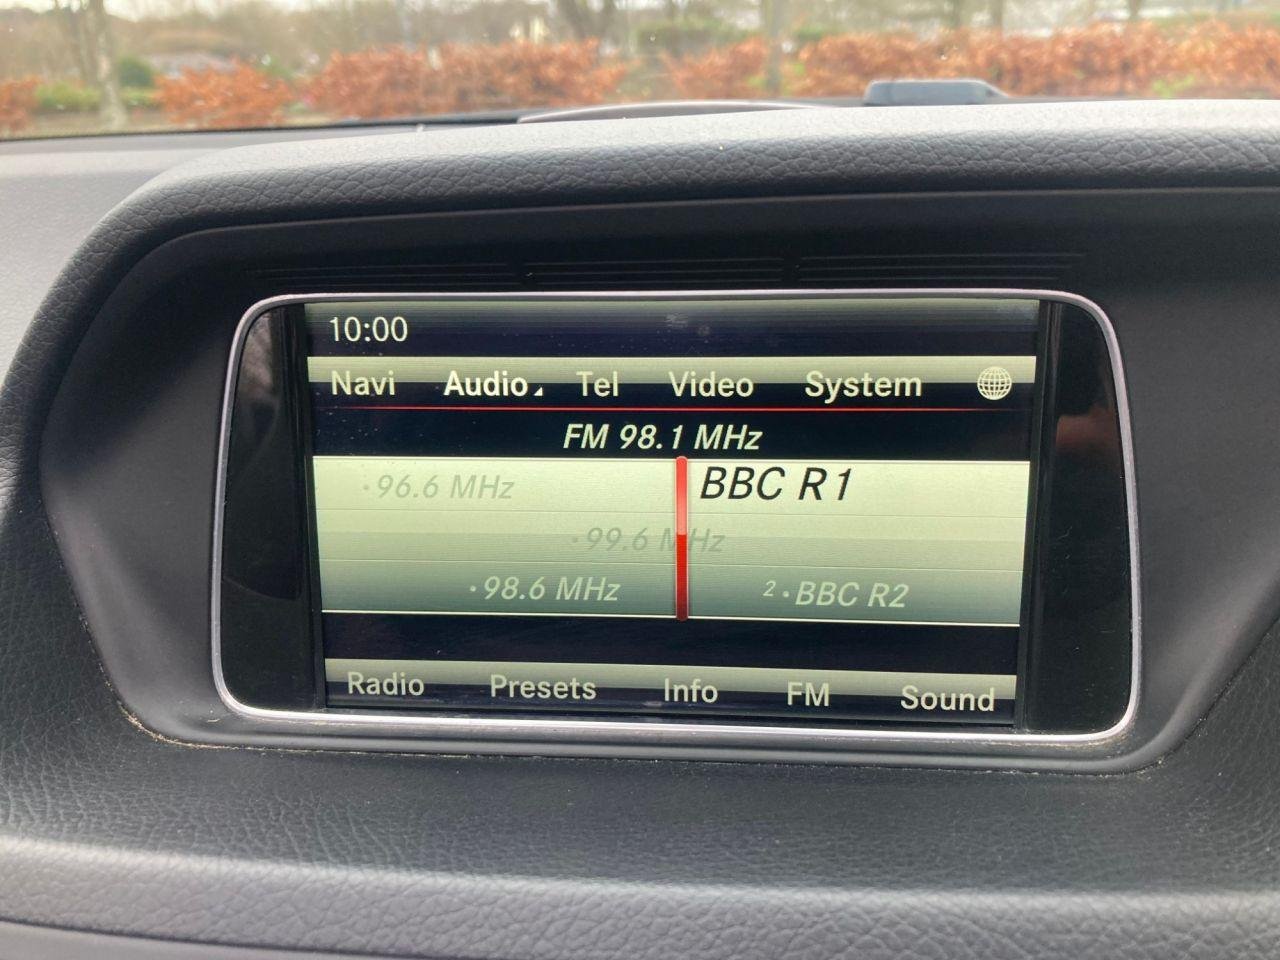 10:00
Navi Audio Tel Video System
FM 98.1 MHz
·96.6 MHz BBC R1
·99.6 MHz
·98.6 MHz 2·BBC R2
Radio Presets Info FM Sound